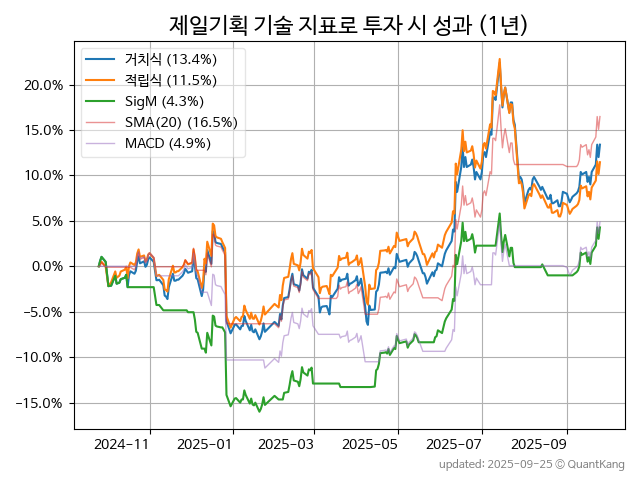 제일기획 기술 지표로 투자 시 성과 (1년)
거치식 (13.4%)
적립식 (11.5%)
SigM (4.3%)
SMA(20) (16.5%)
MACD (4.9%)
20.0%
15.0%
10.0%
5.0%
0.0%
−5.0%
−10.0%
−15.0%
2024-11 2025-01 2025-03 2025-05 2025-07 2025-09
updated: 2025-09-25 © QuantKang